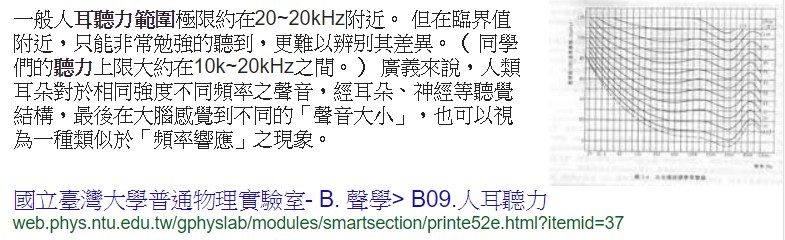 一般人耳聽力範圍極限約在20~20kHz附近。 但在臨界值
附近，只能非常勉強的聽到，更難以辨別其差異。（ 同學
們的聽力上限大約在10k~20kHz之間。） 廣義來說，人類
耳朵對於相同強度不同頻率之聲音，經耳朵、神經等聽覺
結構，最後在大腦感覺到不同的「聲音大小」，也可以視
為一種類似於「頻率響應」之現象。
國立臺灣大學普通物理實驗室- B. 聲學> B09.人耳聽力
web.phys.ntu.edu.tw/gphyslab/modules/smartsection/printe52e.html?itemid=37